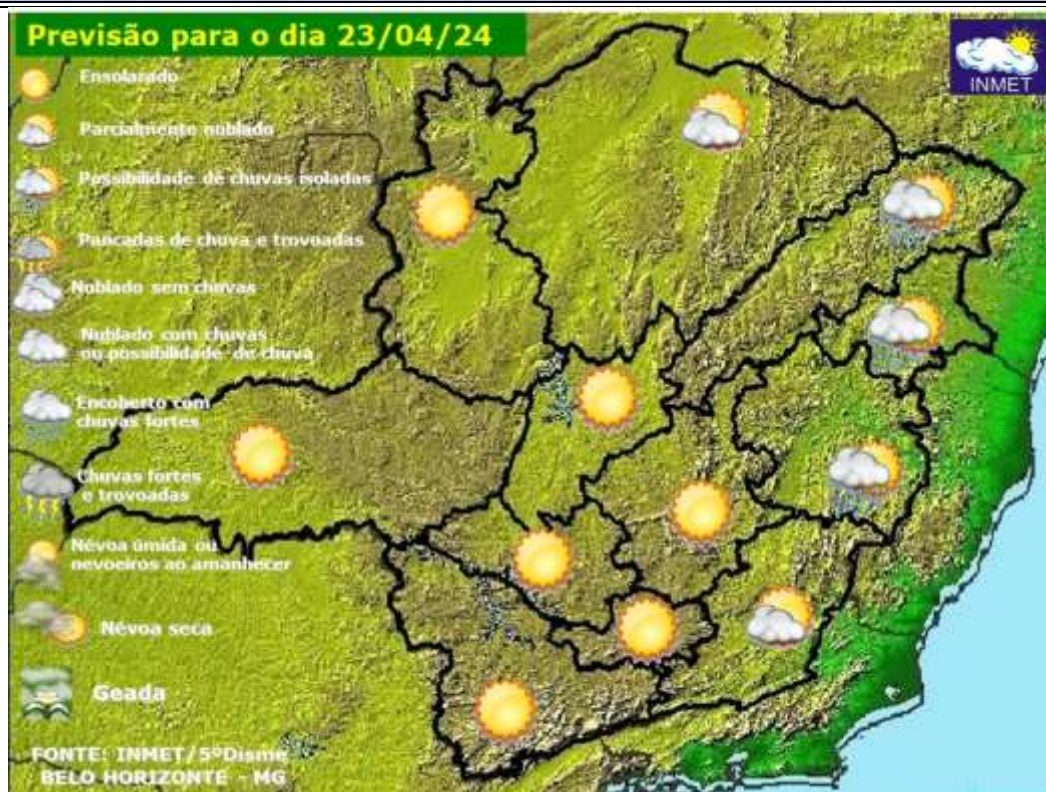 Previsão para o dia 23/04/24
INMET
Ensolarado
Parcialmente nublado
Possibilidade de chuvas isoladas
Pancadas de chuva e trovoadas
Noblado sem chuvas
Nublado com chuvas
ou possibilidade de chuva
Encoberto com
chuvas fortes
Chuvas fortes
e trovoadas
Névoa úmida ou
nevoeiros ao amanhecer
Névoa seca
Geada
FONTE: INMET/5ºDisme
BELO HORIZONTE - MG